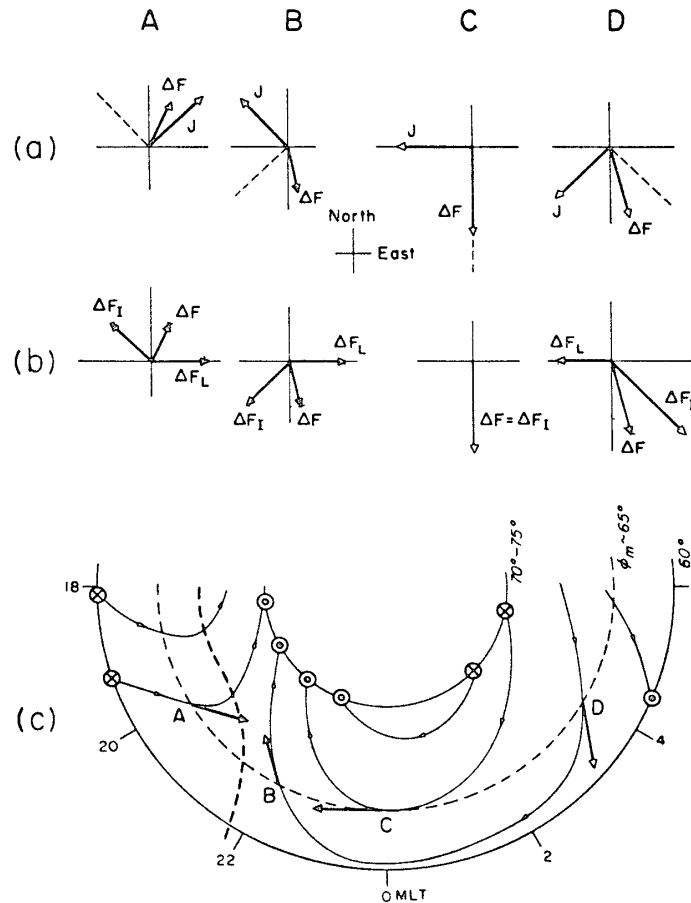 A B C D
(a)
ΔF J
J ΔF
J ΔF
J ΔF
North
East
(b)
ΔF_I ΔF ΔF_L
ΔF_L ΔF_I ΔF
ΔF = ΔF_I
ΔF_L ΔF ΔF_I
(c)
70°-75°
ϕ_m~65°
60°
18
A
B
C
D
20
22
0 MLT
2
4